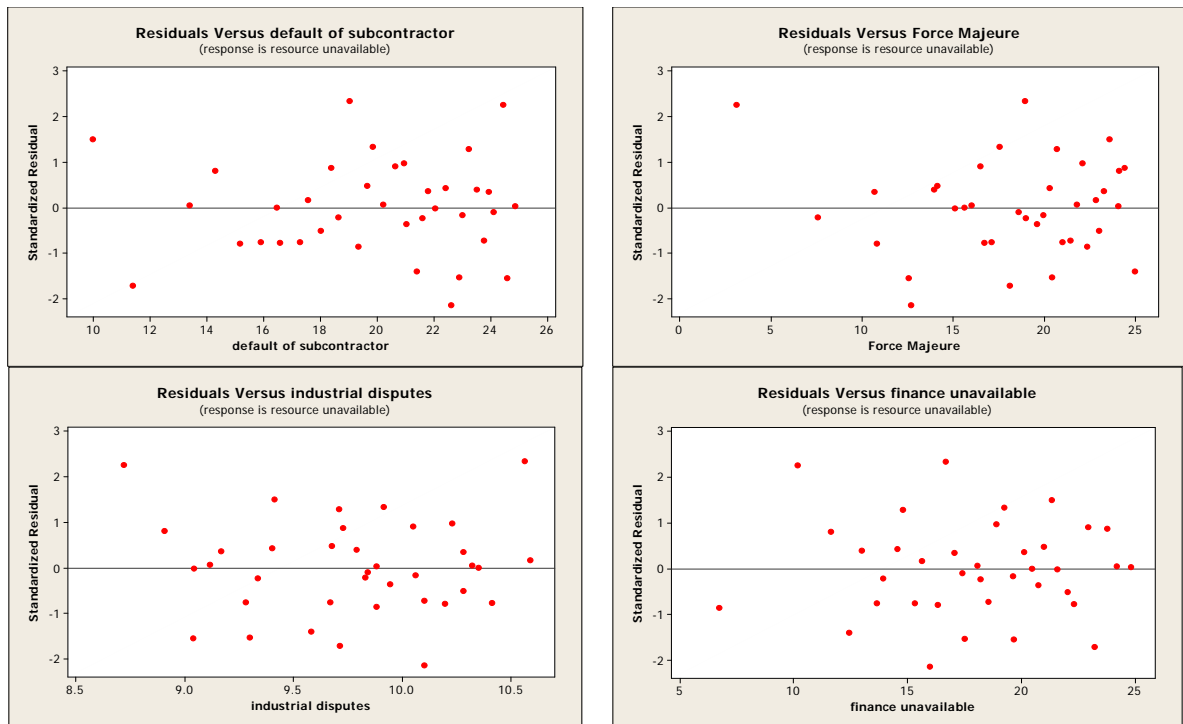 Residuals Versus default of subcontractor
(response is resource unavailable)
Standardized Residual
3
2
1
0
-1
-2
10 12 14 16 18 20 22 24 26
default of subcontractor
Residuals Versus Force Majeure
(response is resource unavailable)
Standardized Residual
3
2
1
0
-1
-2
0 5 10 15 20 25
Force Majeure
Residuals Versus industrial disputes
(response is resource unavailable)
Standardized Residual
3
2
1
0
-1
-2
8.5 9.0 9.5 10.0 10.5
industrial disputes
Residuals Versus finance unavailable
(response is resource unavailable)
Standardized Residual
3
2
1
0
-1
-2
5 10 15 20 25
finance unavailable